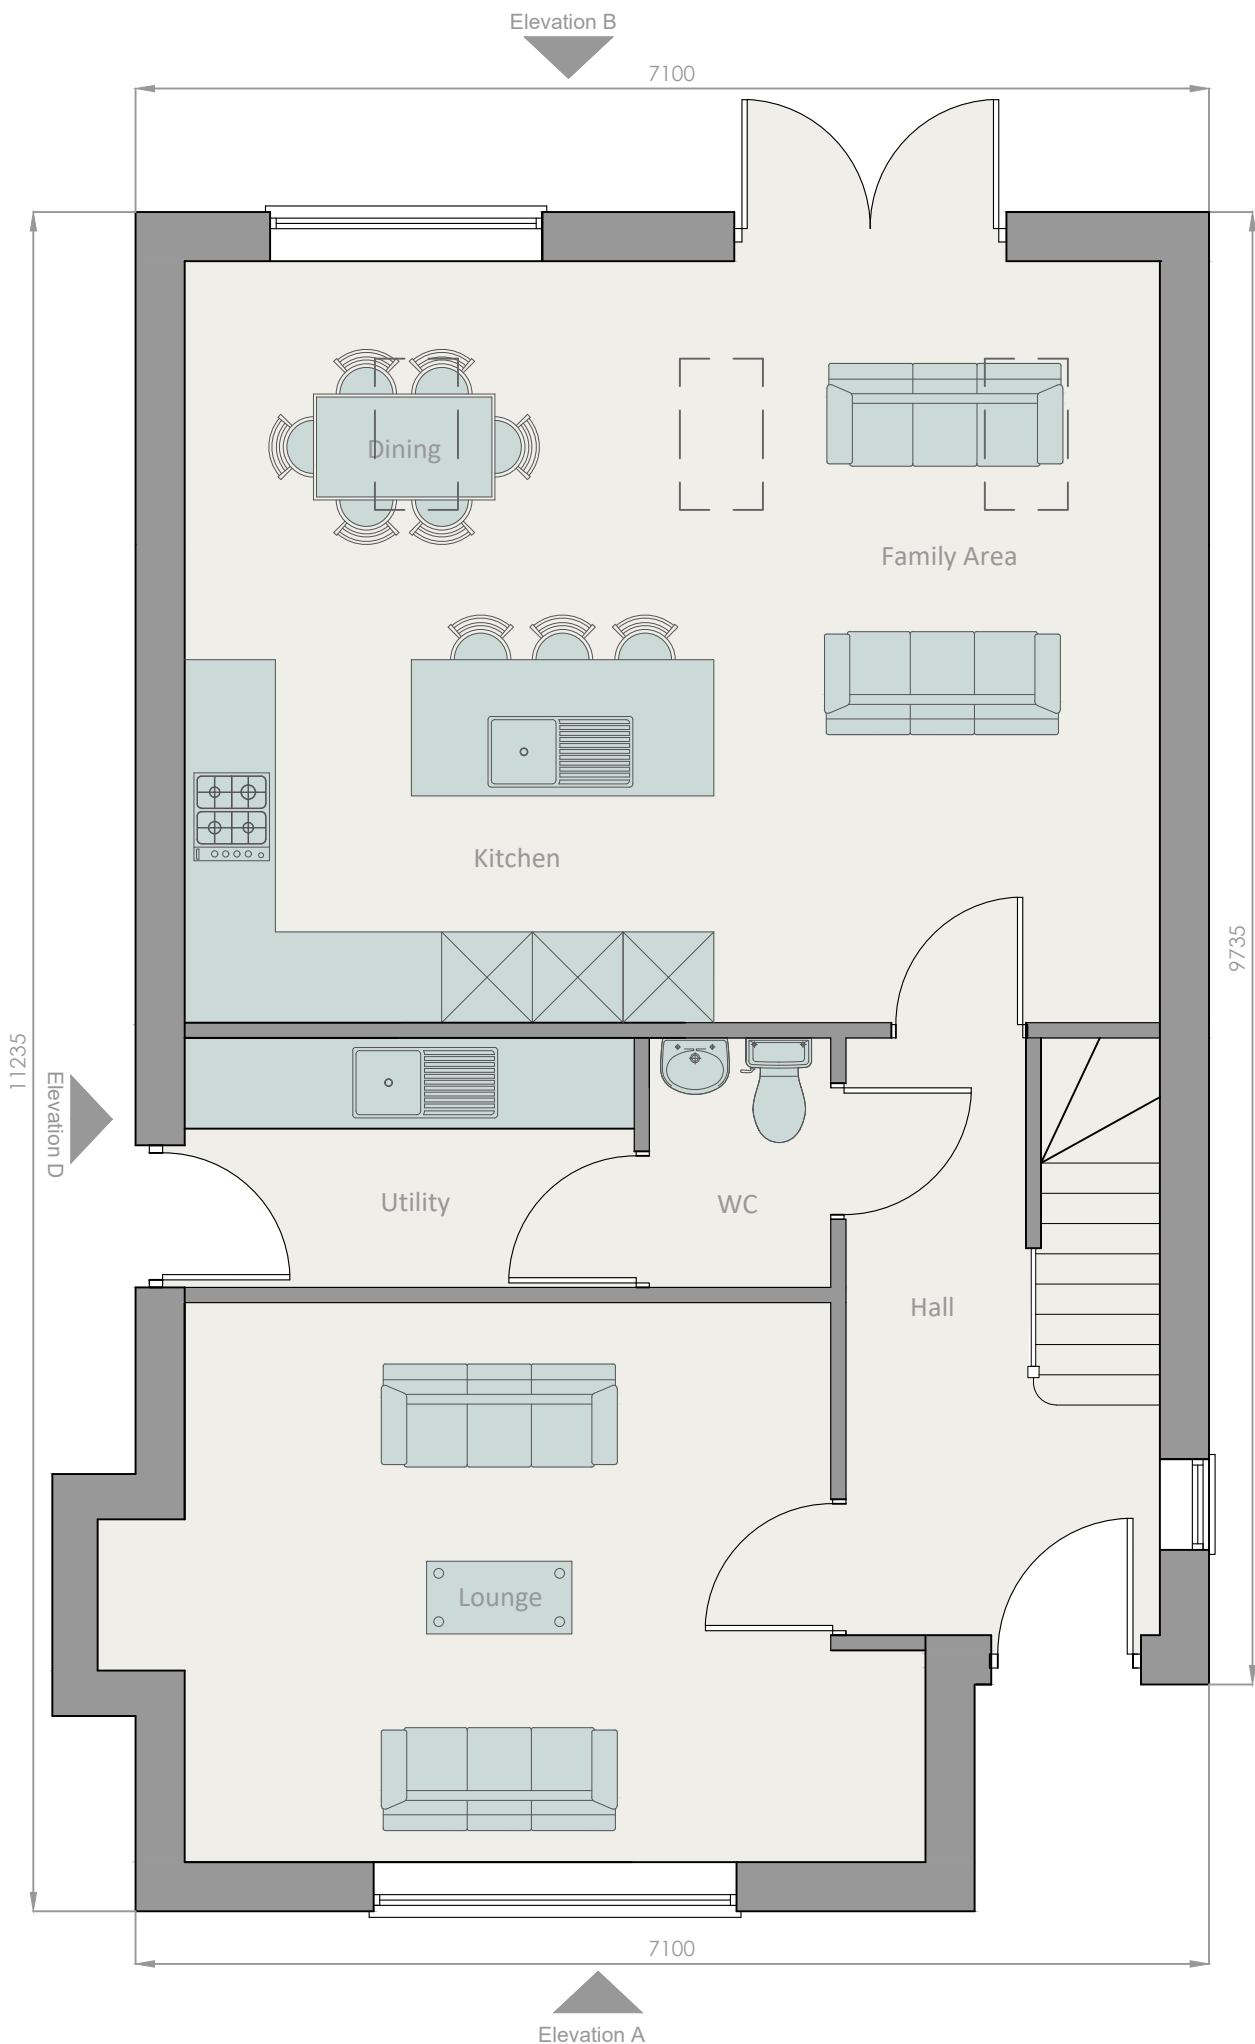 Elevation B
7100
Dining
Family Area
Kitchen
9735
11235
Elevation D
Utility
WC
Hall
Lounge
7100
Elevation A